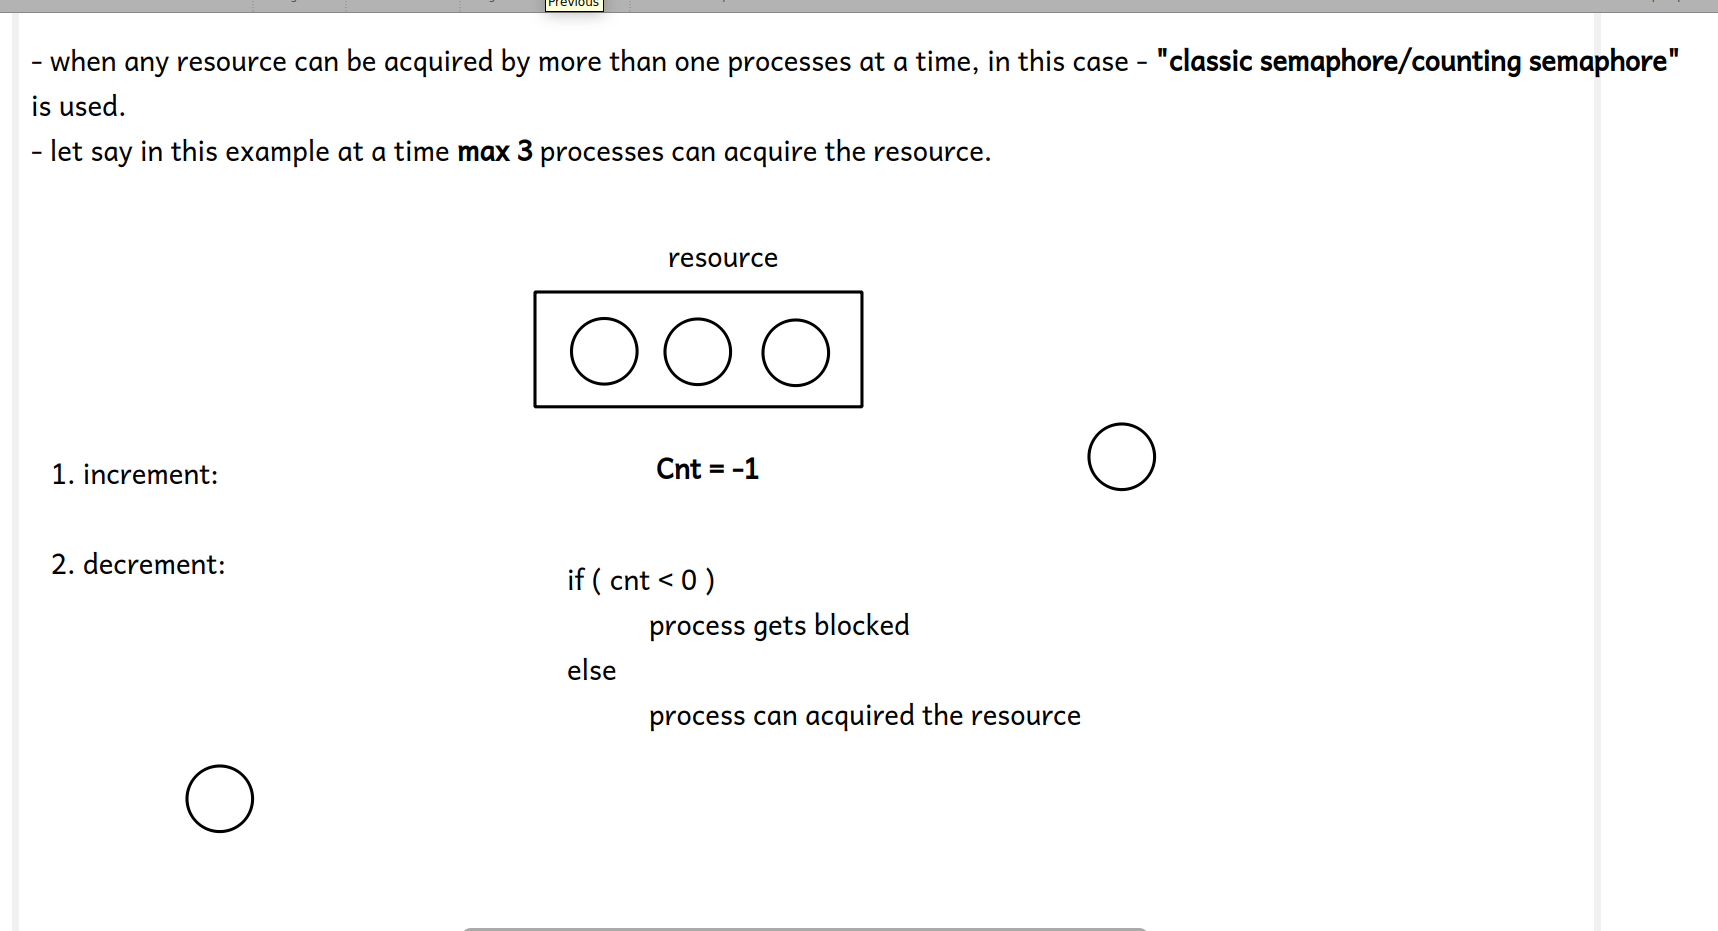 Previous
- when any resource can be acquired by more than one processes at a time, in this case - "classic semaphore/counting semaphore"
is used.
- let say in this example at a time max 3 processes can acquire the resource.
resource
1. increment:
Cnt = -1
2. decrement:
if ( cnt < 0 )
process gets blocked
else
process can acquired the resource